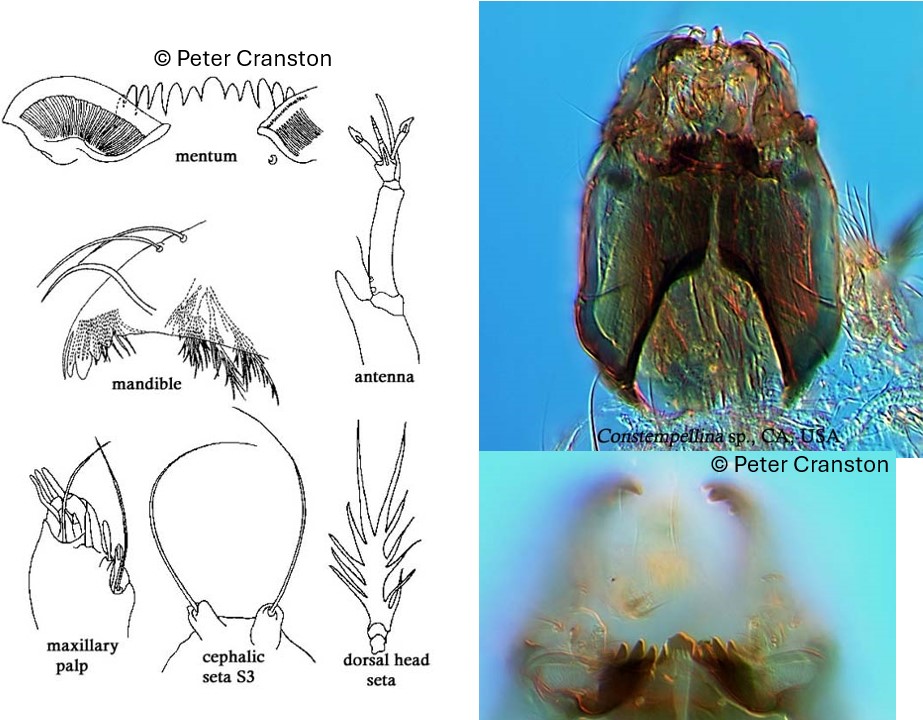 © Peter Cranston
mentum
mandible
antenna
maxillary
palp
cephalic
seta S3
dorsal head
seta
Constempellina sp., CA, USA
© Peter Cranston